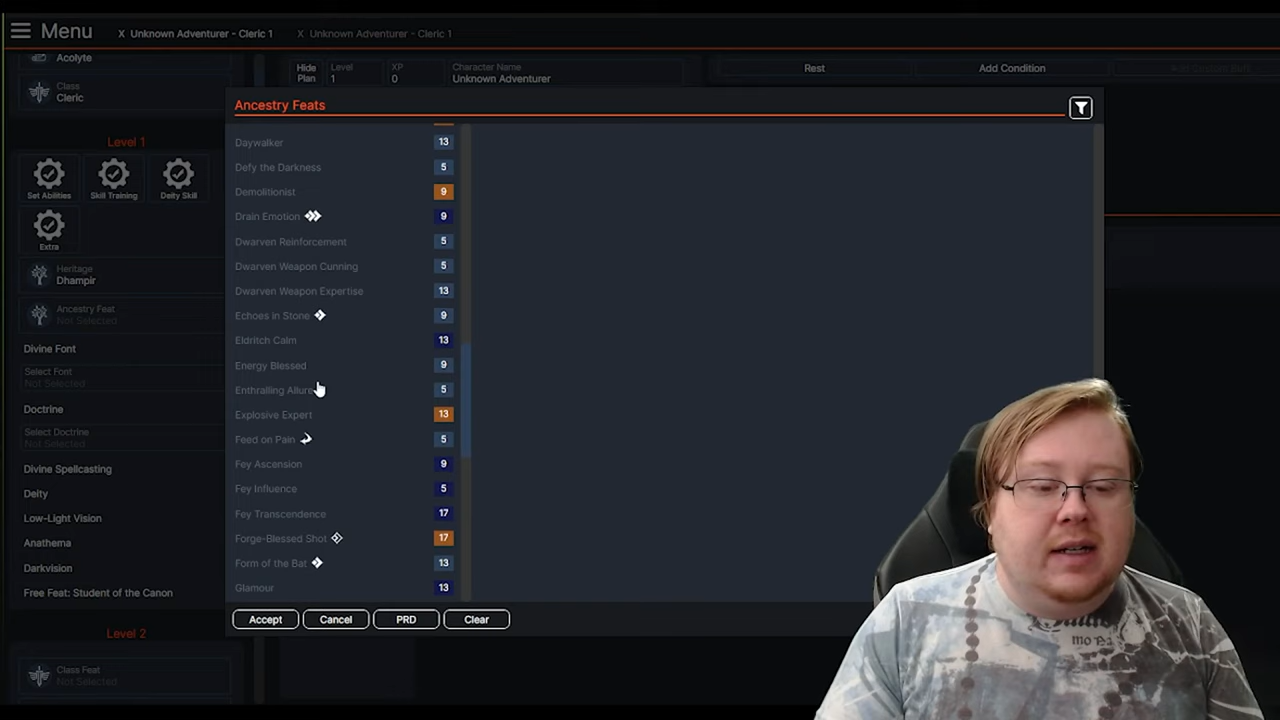 Menu
X Unknown Adventurer - Cleric 1
X Unknown Adventurer - Cleric 1
Acolyte
Class
Cleric
Level 1
Set Abilities
Skill Training
Deity Skill
Extra
Heritage
Dhampir
Ancestry Feat
Not Selected
Divine Font
Select Font
Not Selected
Doctrine
Select Doctrine
Not Selected
Divine Spellcasting
Deity
Low-Light Vision
Anathema
Darkvision
Free Feat: Student of the Canon
Level 2
Class Feat
Not Selected
Hide Plan
Level
1
XP
0
Character Name
Unknown Adventurer
Rest
Add Condition
Add Custom Buff
Ancestry Feats
Daywalker 13
Defy the Darkness 5
Demolitionist 9
Drain Emotion 9
Dwarven Reinforcement 5
Dwarven Weapon Cunning 5
Dwarven Weapon Expertise 13
Echoes in Stone 9
Eldritch Calm 13
Energy Blessed 9
Enthralling Allure 5
Explosive Expert 13
Feed on Pain 5
Fey Ascension 9
Fey Influence 5
Fey Transcendence 17
Forge-Blessed Shot 17
Form of the Bat 13
Glamour 13
Accept
Cancel
PRD
Clear